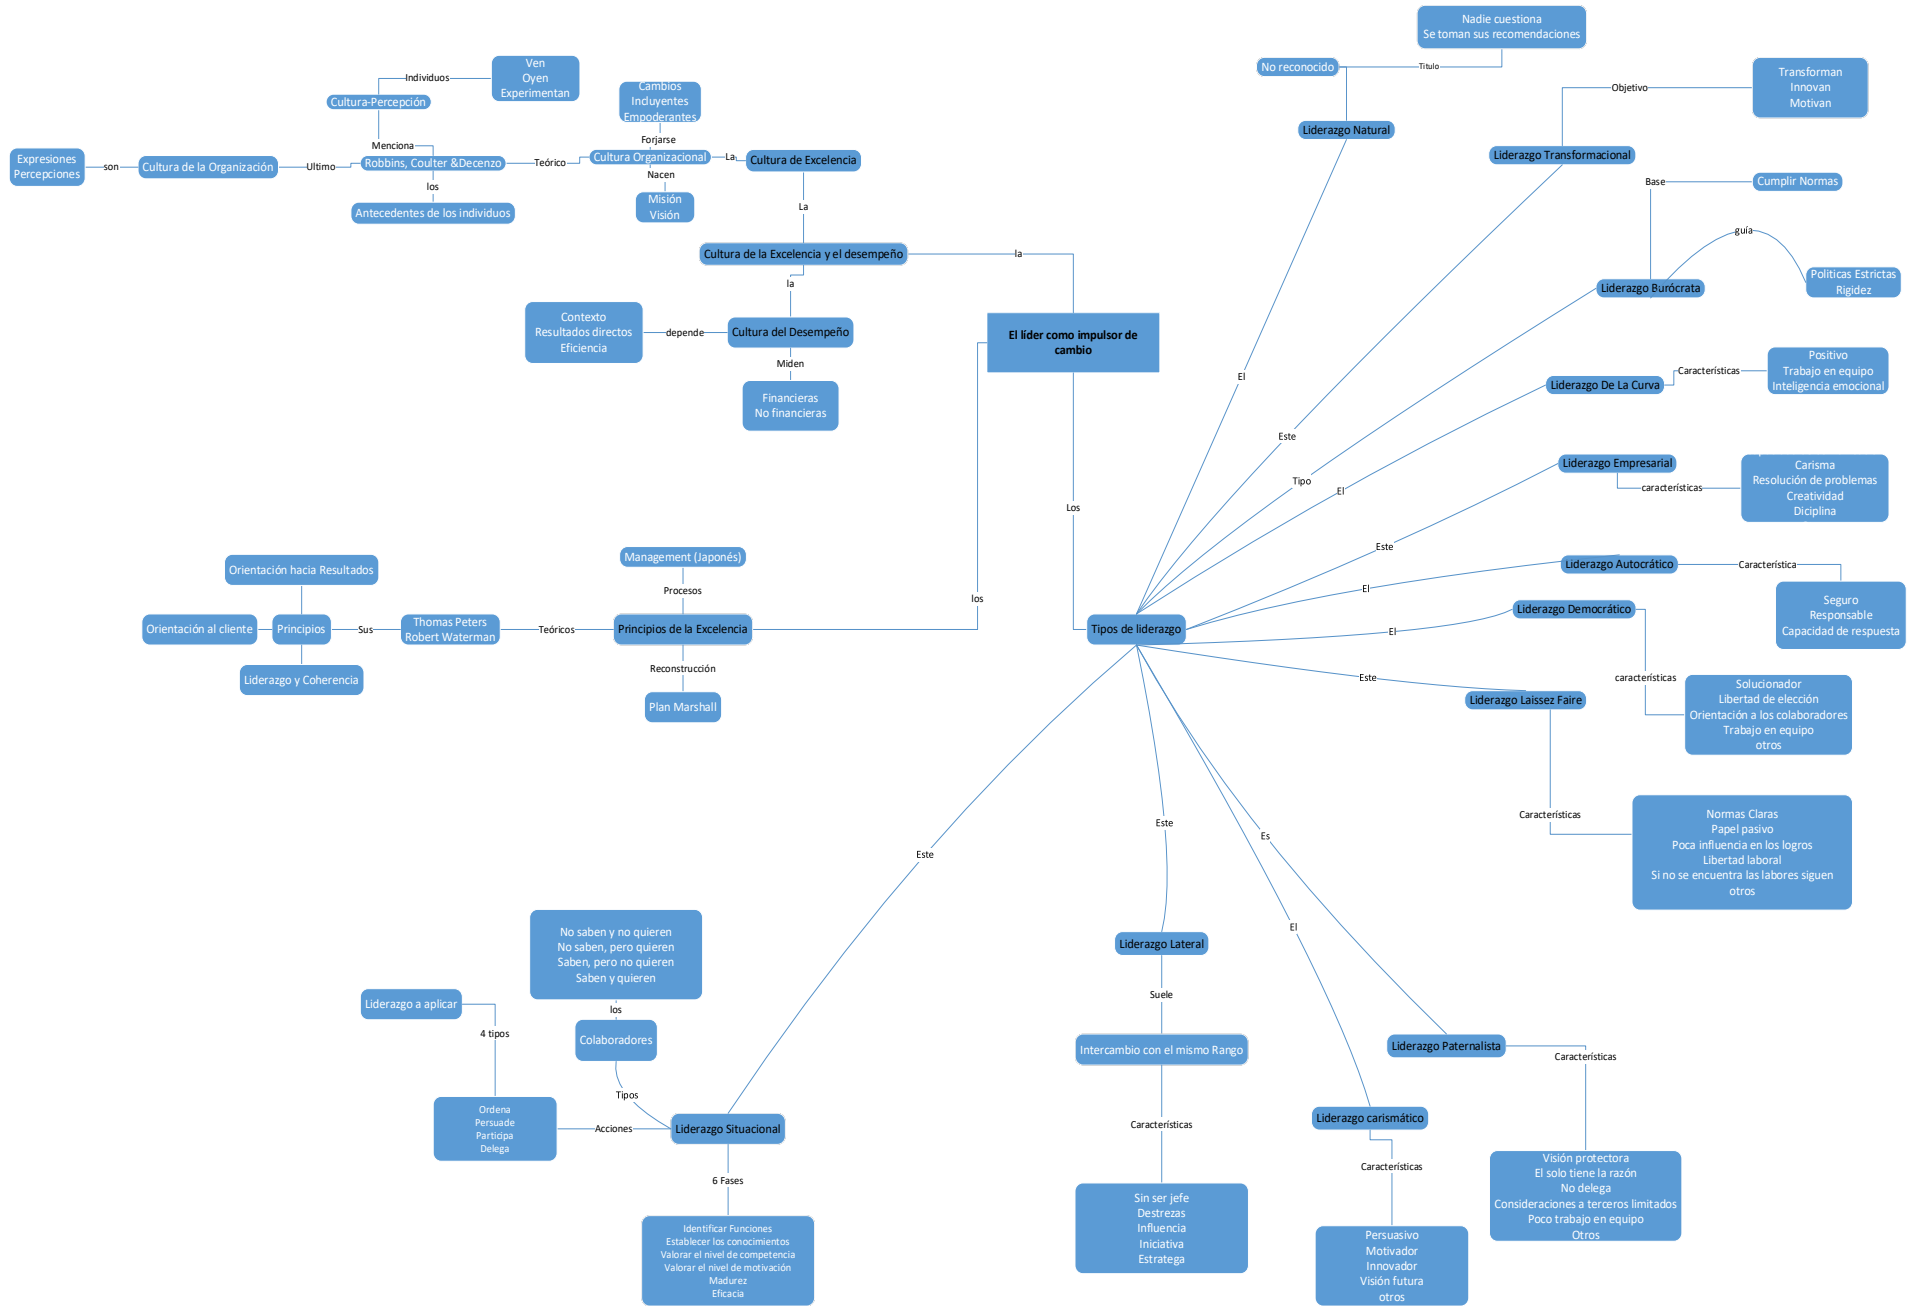 Nadie cuestiona
Se toman sus recomendaciones
No reconocido
Titulo
Liderazgo Natural
Transforman
Innovan
Motivan
Objetivo
Liderazgo Transformacional
Base
Cumplir Normas
guía
Politicas Estrictas
Rigidez
Liderazgo Burócrata
Positivo
Trabajo en equipo
Inteligencia emocional
Características
Liderazgo De La Curva
Liderazgo Empresarial
características
Carisma
Resolución de problemas
Creatividad
Diciplina
Liderazgo Autocrático
Característica
Seguro
Responsable
Capacidad de respuesta
Liderazgo Democrático
características
Solucionador
Libertad de elección
Orientación a los colaboradores
Trabajo en equipo
otros
Liderazgo Laissez Faire
Características
Normas Claras
Papel pasivo
Poca influencia en los logros
Libertad laboral
Si no se encuentra las labores siguen
otros
El
Este
Tipo
El
Este
El
El
Este
Los
Tipos de liderazgo
Individuos
Ven
Oyen
Experimentan
Cultura-Percepción
Menciona
Expresiones
Percepciones
son
Cultura de la Organización
Ultimo
Robbins, Coulter &Decenzo
Teórico
los
Antecedentes de los individuos
Cambios
Incluyentes
Empoderantes
Forjarse
Cultura Organizacional
La
Cultura de Excelencia
Nacen
Misión
Visión
La
Cultura de la Excelencia y el desempeño
la
la
Contexto
Resultados directos
Eficiencia
depende
Cultura del Desempeño
Miden
Financieras
No financieras
El líder como impulsor de
cambio
los
Management (Japonés)
Procesos
Orientación hacia Resultados
Orientación al cliente
Principios
Sus
Thomas Peters
Robert Waterman
Teóricos
Principios de la Excelencia
Liderazgo y Coherencia
Reconstrucción
Plan Marshall
Este
Este
Es
El
No saben y no quieren
No saben, pero quieren
Saben, pero no quieren
Saben y quieren
los
Colaboradores
Tipos
Liderazgo a aplicar
4 tipos
Ordena
Persuade
Participa
Delega
Acciones
Liderazgo Situacional
6 Fases
Identificar Funciones
Establecer los conocimientos
Valorar el nivel de competencia
Valorar el nivel de motivación
Madurez
Eficacia
Liderazgo Lateral
Suele
Intercambio con el mismo Rango
Características
Sin ser jefe
Destrezas
Influencia
Iniciativa
Estratega
Liderazgo carismático
Características
Persuasivo
Motivador
Innovador
Visión futura
otros
Liderazgo Paternalista
Características
Visión protectora
El solo tiene la razón
No delega
Consideraciones a terceros limitados
Poco trabajo en equipo
Otros